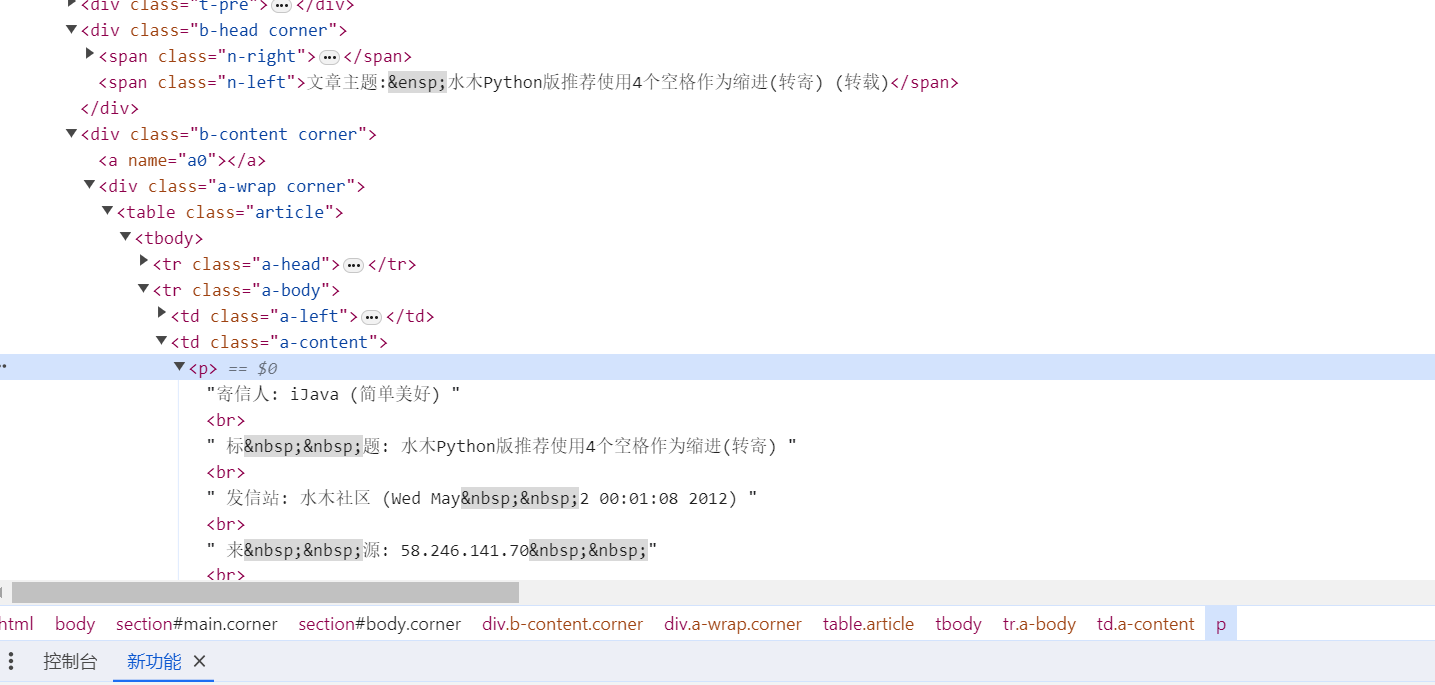 <div class="t-pre">…</div>
<div class="b-head corner">
<span class="n-right">…</span>
<span class="n-left">文章主题:&ensp;水木Python版推荐使用4个空格作为缩进(转寄) (转载)</span>
</div>
<div class="b-content corner">
<a name="a0"></a>
<div class="a-wrap corner">
<table class="article">
<tbody>
<tr class="a-head">…</tr>
<tr class="a-body">
<td class="a-left">…</td>
<td class="a-content">
<p> == $0
"寄信人: iJava (简单美好) "
<br>
" 标&nbsp;&nbsp;题: 水木Python版推荐使用4个空格作为缩进(转寄) "
<br>
" 发信站: 水木社区 (Wed May&nbsp;&nbsp;2 00:01:08 2012) "
<br>
" 来&nbsp;&nbsp;源: 58.246.141.70&nbsp;&nbsp;"
<br>
html body section#main.corner section#body.corner div.b-content.corner div.a-wrap.corner table.article tbody tr.a-body td.a-content p
控制台 新功能